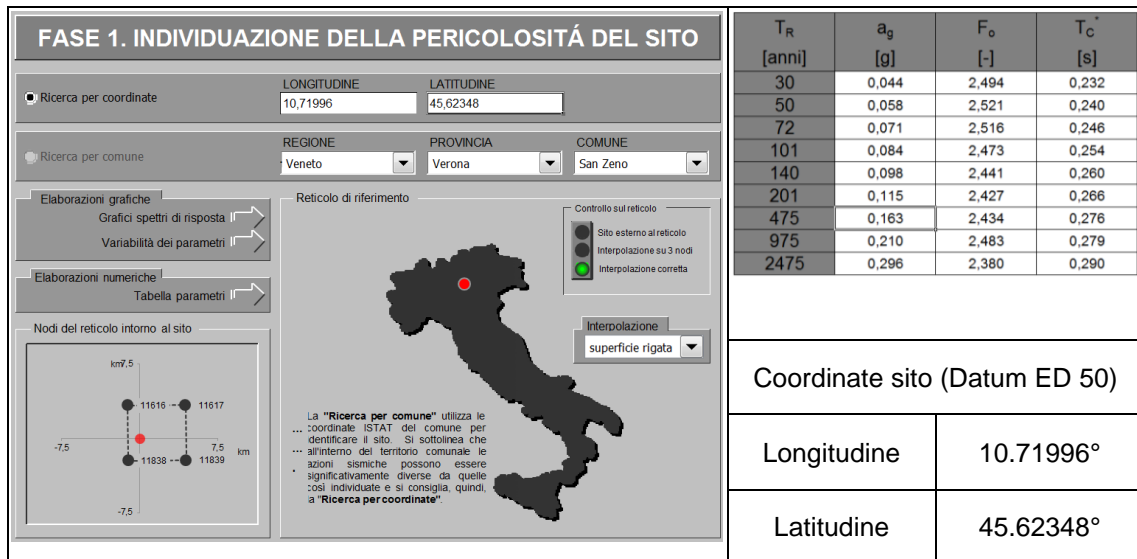 FASE 1. INDIVIDUAZIONE DELLA PERICOLOSITÁ DEL SITO
Ricerca per coordinate
LONGITUDINE LATITUDINE
10,71996 45,62348
Ricerca per comune
REGIONE PROVINCIA COMUNE
Veneto Verona San Zeno
Elaborazioni grafiche
Grafici spettri di risposta
Variabilità dei parametri
Elaborazioni numeriche
Tabella parametri
Nodi del reticolo intorno al sito
km7,5
11616 11617
-7,5 7,5 km
11838 11839
-7,5
Reticolo di riferimento
Controllo sul reticolo
Sito esterno al reticolo
Interpolazione su 3 nodi
Interpolazione corretta
Interpolazione
superficie rigata
La "Ricerca per comune" utilizza le
... coordinate ISTAT del comune per
identificare il sito. Si sottolinea che
... all'interno del territorio comunale le
azioni sismiche possono essere
. significativamente diverse da quelle
così individuate e si consiglia, quindi,
la "Ricerca per coordinate".
TR ag Fo TC*
[anni] [g] [-] [s]
30 0,044 2,494 0,232
50 0,058 2,521 0,240
72 0,071 2,516 0,246
101 0,084 2,473 0,254
140 0,098 2,441 0,260
201 0,115 2,427 0,266
475 0,163 2,434 0,276
975 0,210 2,483 0,279
2475 0,296 2,380 0,290
Coordinate sito (Datum ED 50)
Longitudine 10.71996°
Latitudine 45.62348°